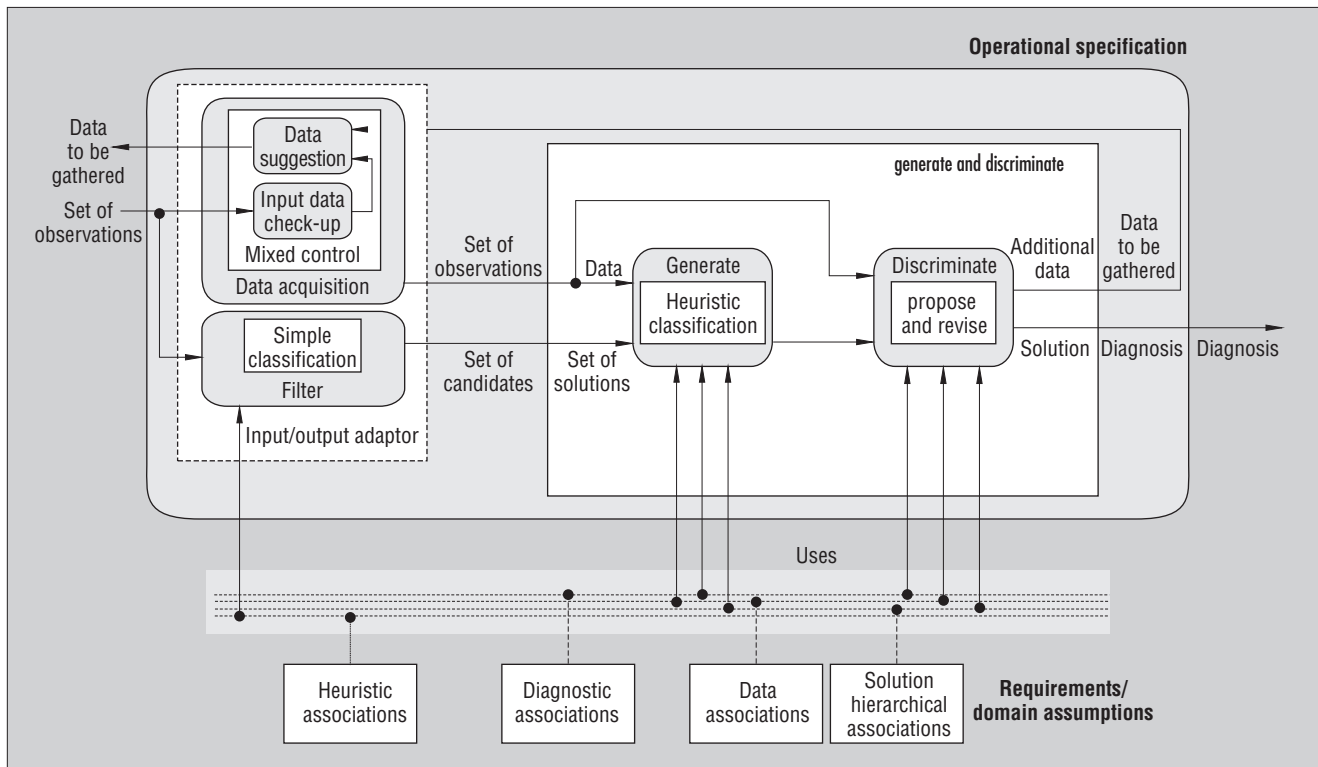 Operational specification
Data
to be
gathered
Set of
observations
Data
suggestion
Input data
check-up
Mixed control
Data acquisition
Simple
classification
Filter
Input/output adaptor
Set of
observations
Data
Set of
candidates
Set of
solutions
generate and discriminate
Generate
Heuristic
classification
Discriminate
propose
and revise
Additional
data
Data
to be
gathered
Solution
Diagnosis
Diagnosis
Uses
Heuristic
associations
Diagnostic
associations
Data
associations
Solution
hierarchical
associations
Requirements/
domain assumptions